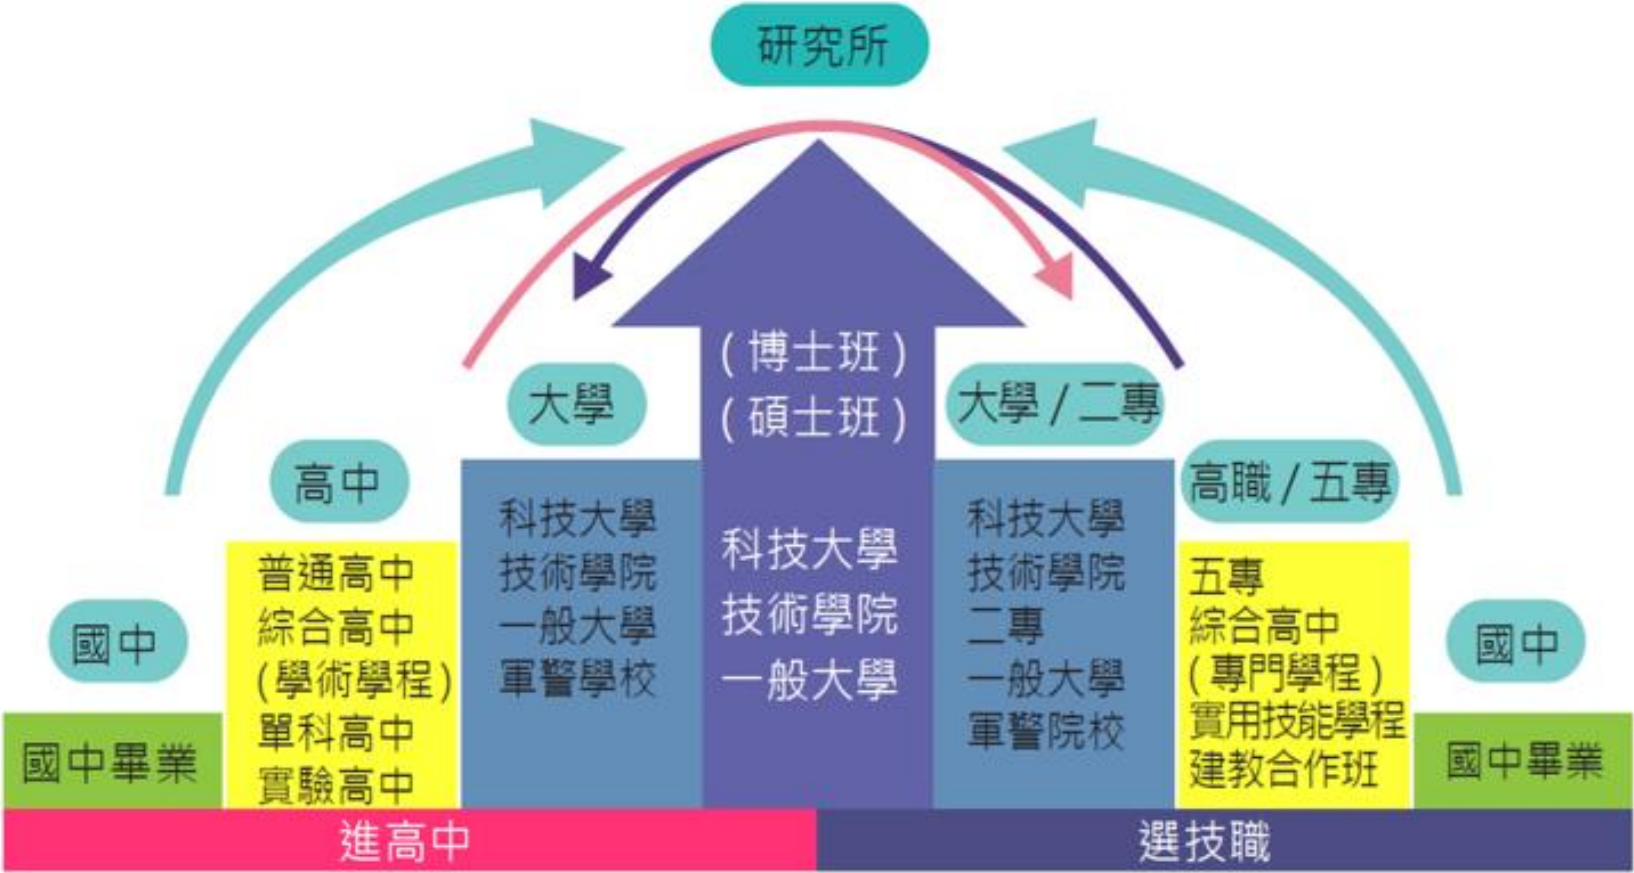 研究所
國中
國中畢業
高中
普通高中
綜合高中
(學術學程)
單科高中
實驗高中
大學
科技大學
技術學院
一般大學
軍警學校
(博士班)
(碩士班)
科技大學
技術學院
一般大學
大學/二專
科技大學
技術學院
二專
一般大學
軍警院校
高職/五專
五專
綜合高中
(專門學程)
實用技能學程
建教合作班
國中
國中畢業
進高中
選技職